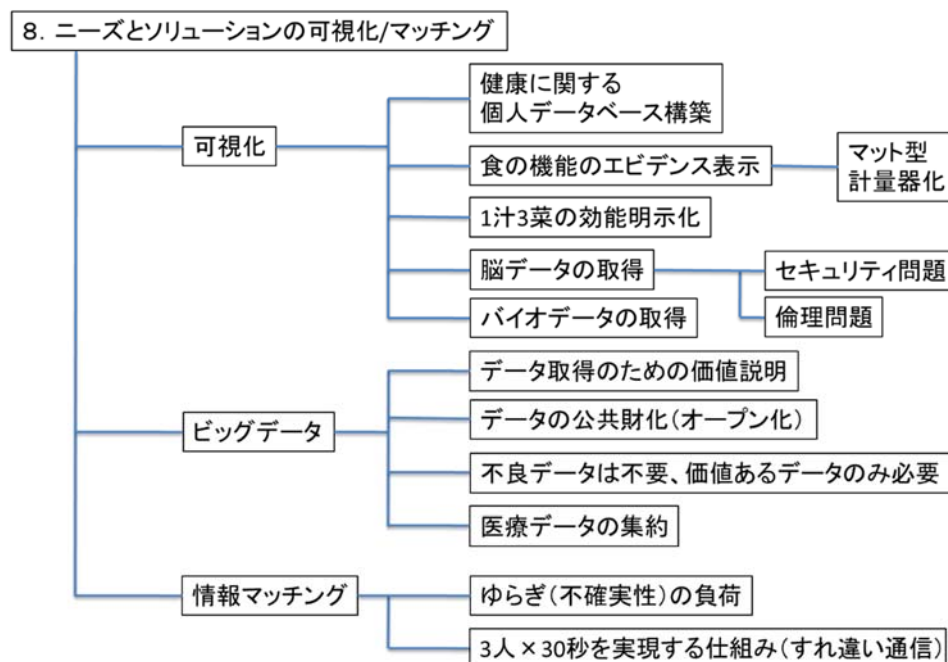 8. ニーズとソリューションの可視化/マッチング
可視化
健康に関する
個人データベース構築
食の機能のエビデンス表示
マット型
計量器化
1汁3菜の効能明示化
脳データの取得
セキュリティ問題
倫理問題
バイオデータの取得
ビッグデータ
データ取得のための価値説明
データの公共財化(オープン化)
不良データは不要、価値あるデータのみ必要
医療データの集約
情報マッチング
ゆらぎ(不確実性)の負荷
3人×30秒を実現する仕組み(すれ違い通信)